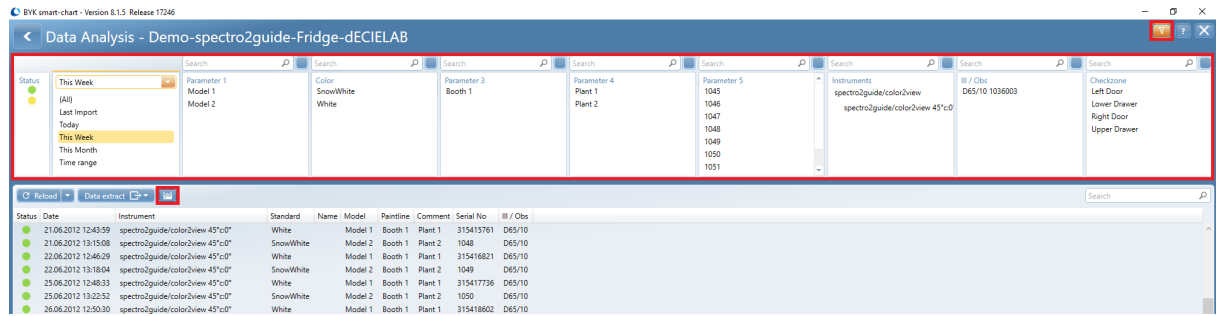 BYK smart-chart - Version 8.1.5 Release 17246
Data Analysis - Demo-spectro2guide-Fridge-dECIELAB
?
Search Search Search Search Search Search Search Search
Status This Week Parameter 1 Color Parameter 3 Parameter 4 Parameter 5 Instruments Ill / Obs Checkzone
Model 1 SnowWhite Booth 1 Plant 1 1045 spectro2guide/color2view D65/10 1036003 Left Door
(All) Model 2 White Plant 2 1046 spectro2guide/color2view 45°c:0° Lower Drawer
Last Import 1047 Right Door
Today 1048 Upper Drawer
This Week 1049
This Month 1050
Time range 1051
Reload Data extract Search
Status Date Instrument Standard Name Model Paintline Comment Serial No Ill / Obs
21.06.2012 12:43:59 spectro2guide/color2view 45°c:0° White Model 1 Booth 1 Plant 1 315415761 D65/10
21.06.2012 13:15:08 spectro2guide/color2view 45°c:0° SnowWhite Model 2 Booth 1 Plant 2 1048 D65/10
22.06.2012 12:46:29 spectro2guide/color2view 45°c:0° White Model 1 Booth 1 Plant 1 315416821 D65/10
22.06.2012 13:18:04 spectro2guide/color2view 45°c:0° SnowWhite Model 2 Booth 1 Plant 2 1049 D65/10
25.06.2012 12:48:33 spectro2guide/color2view 45°c:0° White Model 1 Booth 1 Plant 1 315417736 D65/10
25.06.2012 13:22:52 spectro2guide/color2view 45°c:0° SnowWhite Model 2 Booth 1 Plant 2 1050 D65/10
26.06.2012 12:50:30 spectro2guide/color2view 45°c:0° White Model 1 Booth 1 Plant 1 315418602 D65/10